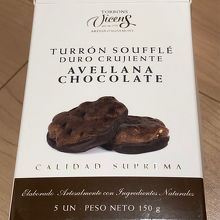 TORRONS
Vicens
TURRÓN SOUFFLÉ
DURO CRUJIENTE
AVELLANA
CHOCOLATE
CALIDAD SUPREMA
Elaborado Artesanalmente con Ingredientes Naturales
5 UN - PESO NETO 150 g